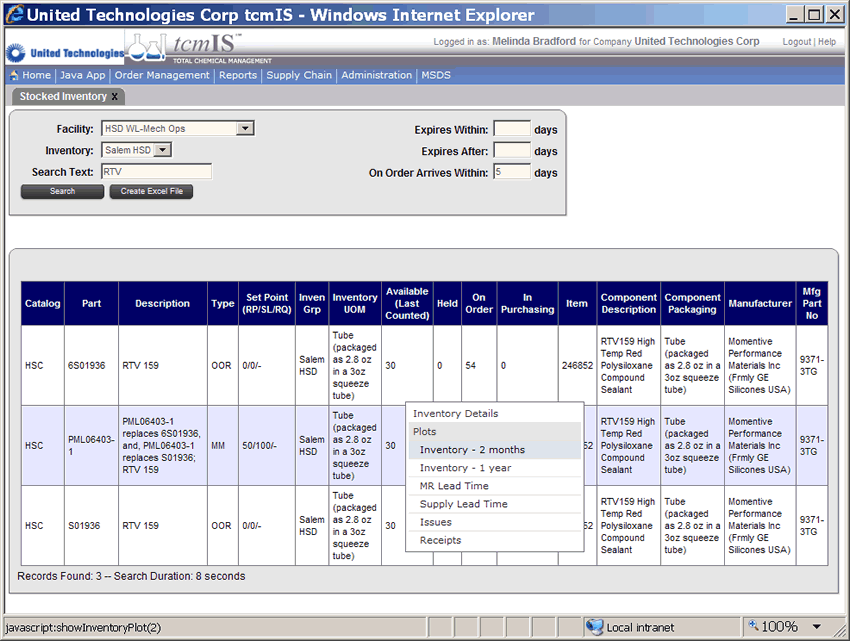 United Technologies Corp tcmIS - Windows Internet Explorer
United Technologies
tcmIS™
TOTAL CHEMICAL MANAGEMENT
Logged in as: Melinda Bradford for Company United Technologies Corp
Logout | Help
Home | Java App | Order Management | Reports | Supply Chain | Administration | MSDS
Stocked Inventory x
Facility: HSD WL-Mech Ops
Expires Within: days
Inventory: Salem HSD
Expires After: days
Search Text: RTV
On Order Arrives Within: 5 days
Search
Create Excel File
Catalog
Part
Description
Type
Set Point
(RP/SL/RQ)
Inven
Grp
Inventory
UOM
Available
(Last
Counted)
Held
On
Order
In
Purchasing
Item
Component
Description
Component
Packaging
Manufacturer
Mfg
Part
No
HSC
6S01936
RTV 159
OOR
0/0/-
Salem
HSD
Tube
(packaged
as 2.8 oz
in a 3oz
squeeze
tube)
30
0
54
0
246852
RTV159 High
Temp Red
Polysiloxane
Compound
Sealant
Tube
(packaged
as 2.8 oz
in a 3oz
squeeze
tube)
Momentive
Performance
Materials Inc
(Frmly GE
Silicones USA)
9371-
3TG
HSC
PML06403-
1
PML06403-1
replaces 6S01936,
and, PML06403-1
replaces S01936;
RTV 159
MM
50/100/-
Salem
HSD
Tube
(packaged
as 2.8 oz
in a 3oz
squeeze
tube)
30
52
RTV159 High
Temp Red
Polysiloxane
Compound
Sealant
Tube
(packaged
as 2.8 oz
in a 3oz
squeeze
tube)
Momentive
Performance
Materials Inc
(Frmly GE
Silicones USA)
9371-
3TG
HSC
S01936
RTV 159
OOR
0/0/-
Salem
HSD
Tube
(packaged
as 2.8 oz
in a 3oz
squeeze
tube)
30
52
RTV159 High
Temp Red
Polysiloxane
Compound
Sealant
Tube
(packaged
as 2.8 oz
in a 3oz
squeeze
tube)
Momentive
Performance
Materials Inc
(Frmly GE
Silicones USA)
9371-
3TG
Inventory Details
Plots
Inventory - 2 months
Inventory - 1 year
MR Lead Time
Supply Lead Time
Issues
Receipts
Records Found: 3 -- Search Duration: 8 seconds
javascript:showInventoryPlot(2)
Local intranet
100%